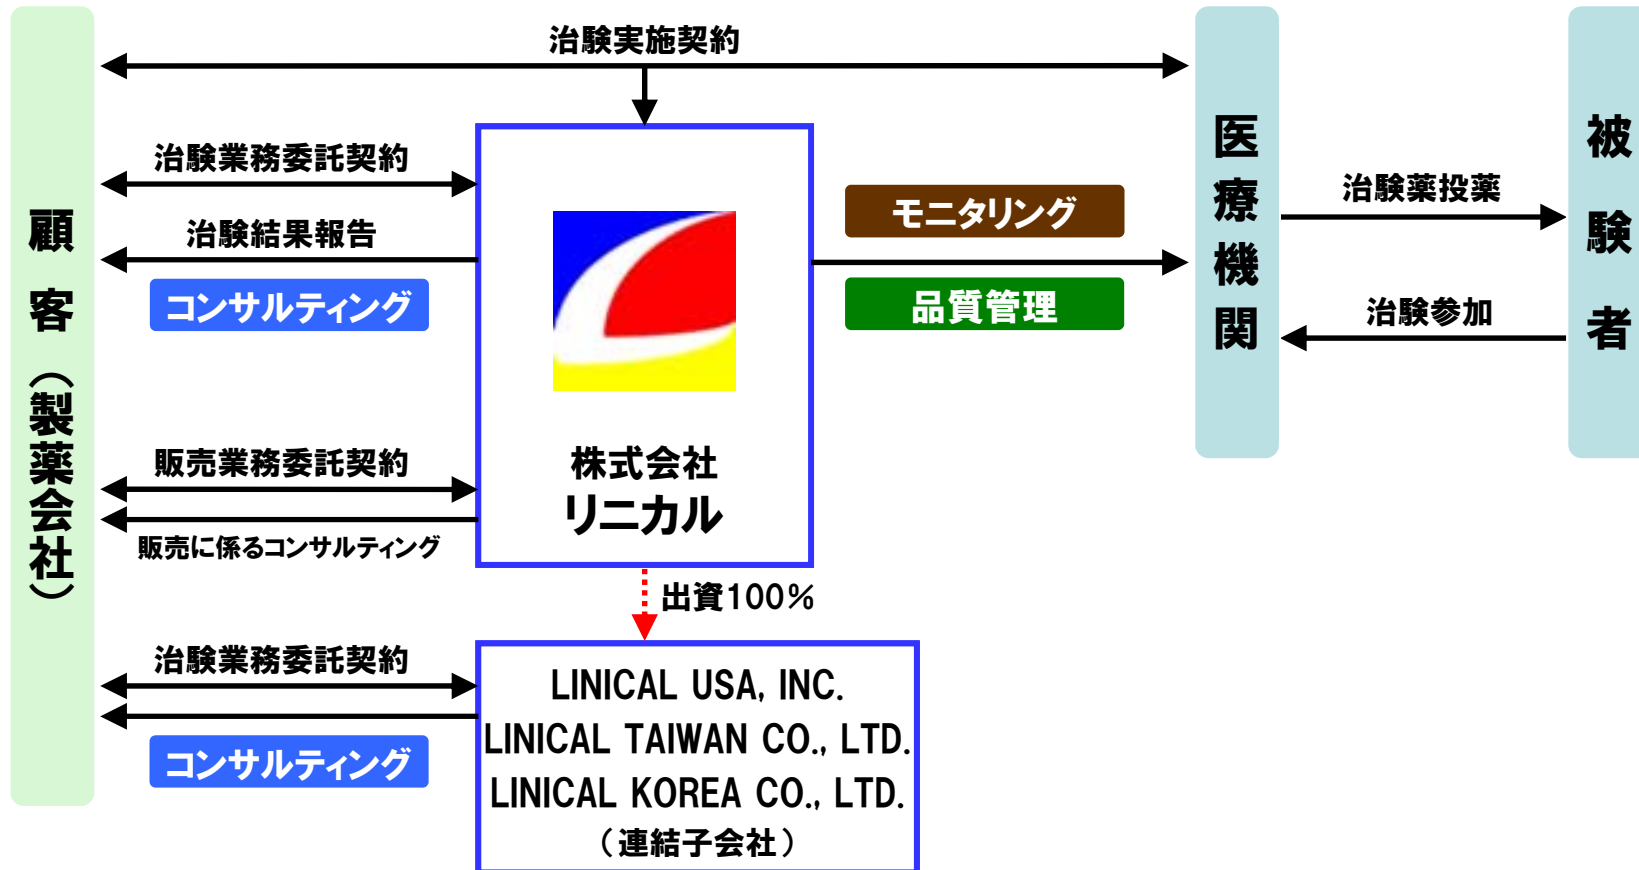 治験実施契約
顧客（製薬会社）
治験業務委託契約
治験結果報告
コンサルティング
販売業務委託契約
販売に係るコンサルティング
治験業務委託契約
コンサルティング
株式会社
リニカル
出資100％
LINICAL USA, INC.
LINICAL TAIWAN CO., LTD.
LINICAL KOREA CO., LTD.
（連結子会社）
モニタリング
品質管理
医療機関
治験薬投薬
治験参加
被験者